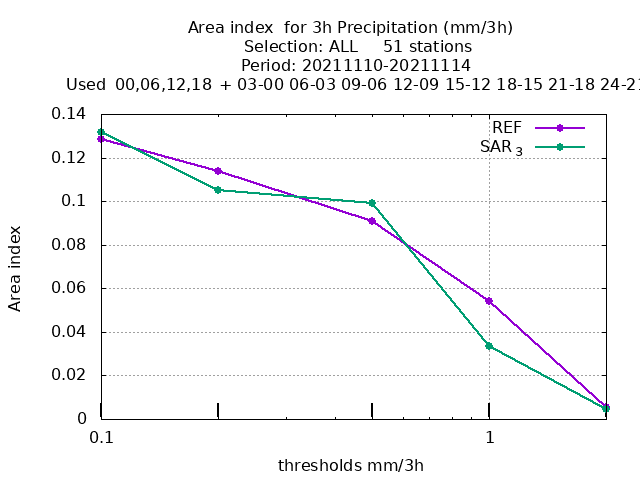 Area index  for 3h Precipitation (mm/3h)
Selection: ALL     51 stations
Period: 20211110-20211114
Used  00,06,12,18  + 03-00 06-03 09-06 12-09  15-12 18-15 21-18 24-21
0.14
0.12
0.1
0.08
0.06
0.04
0.02
0
REF
SAR 3
Area index
0.1
1
thresholds mm/3h